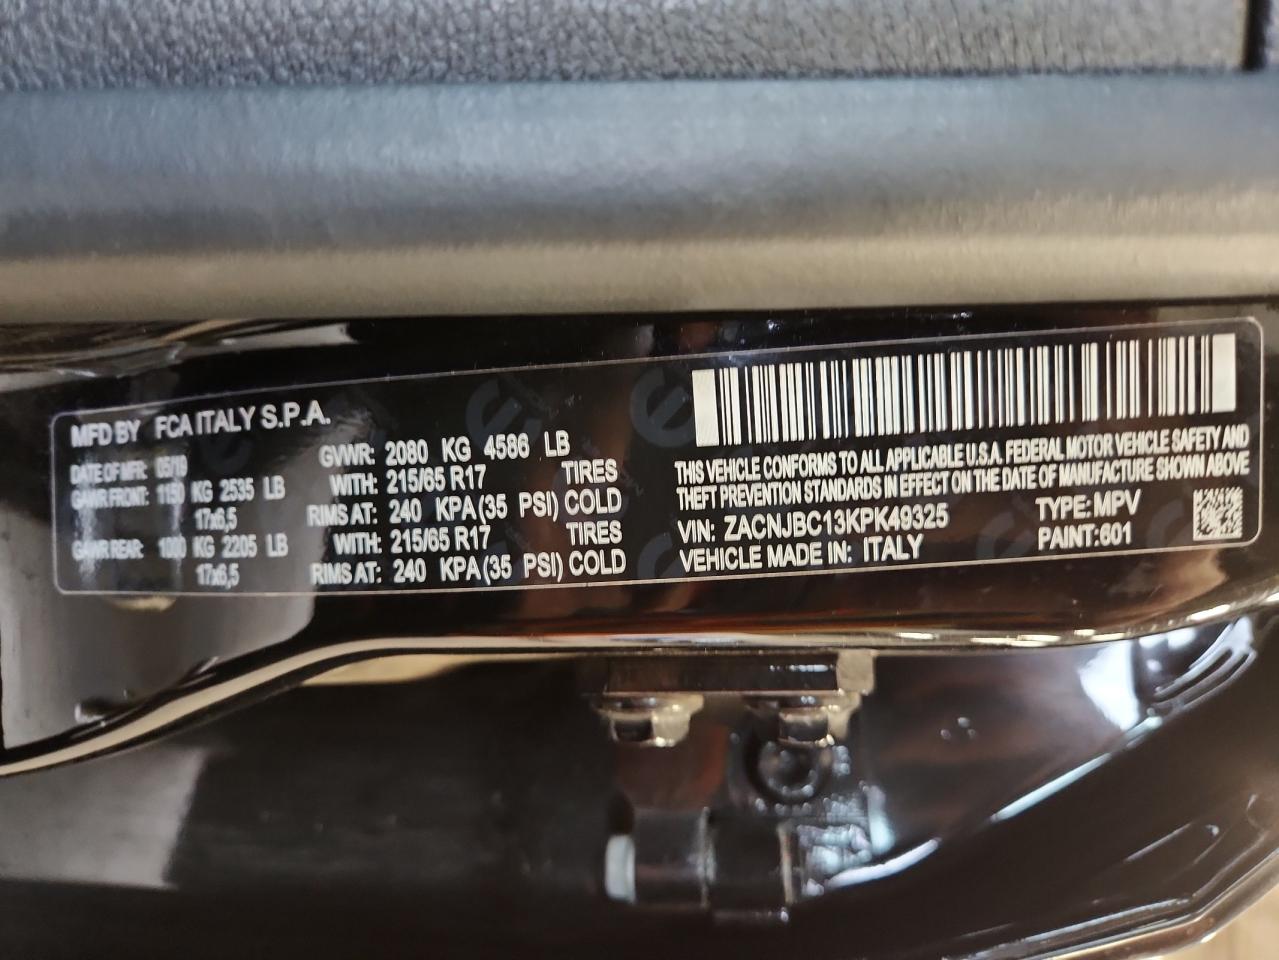 MFD BY FCA ITALY S.P.A.
DATE OF MFR: 05/19
GVWR: 2080 KG 4586 LB
GAWR FRONT: 1150 KG 2535 LB WITH: 215/65 R17 TIRES
17x6,5 RIMS AT: 240 KPA(35 PSI) COLD
GAWR REAR: 1000 KG 2205 LB WITH: 215/65 R17 TIRES
17x6,5 RIMS AT: 240 KPA(35 PSI) COLD
THIS VEHICLE CONFORMS TO ALL APPLICABLE U.S.A. FEDERAL MOTOR VEHICLE SAFETY AND
THEFT PREVENTION STANDARDS IN EFFECT ON THE DATE OF MANUFACTURE SHOWN ABOVE
VIN: ZACNJBC13KPK49325 TYPE: MPV
VEHICLE MADE IN: ITALY PAINT:601